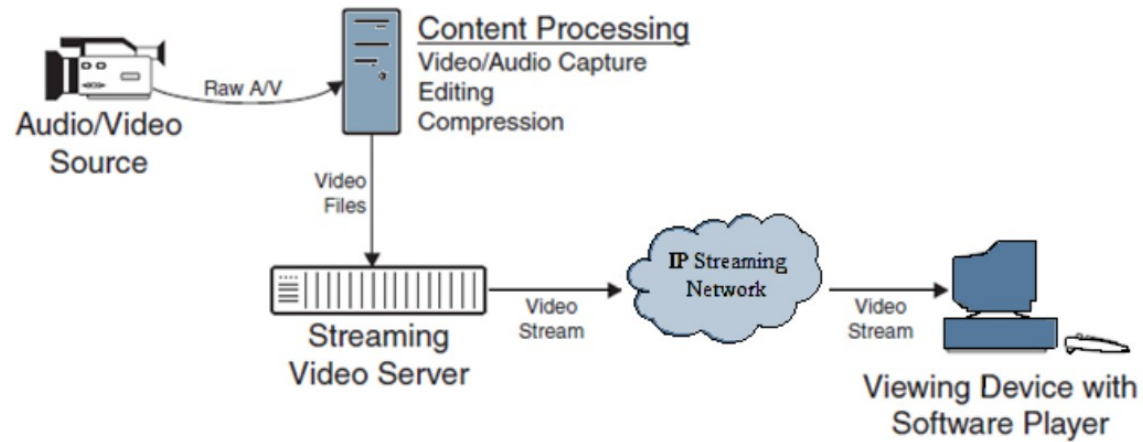 Content Processing
Video/Audio Capture
Editing
Compression
Raw A/V
Audio/Video
Source
Video
Files
IP Streaming
Network
Video
Stream
Video
Stream
Streaming
Video Server
Viewing Device with
Software Player